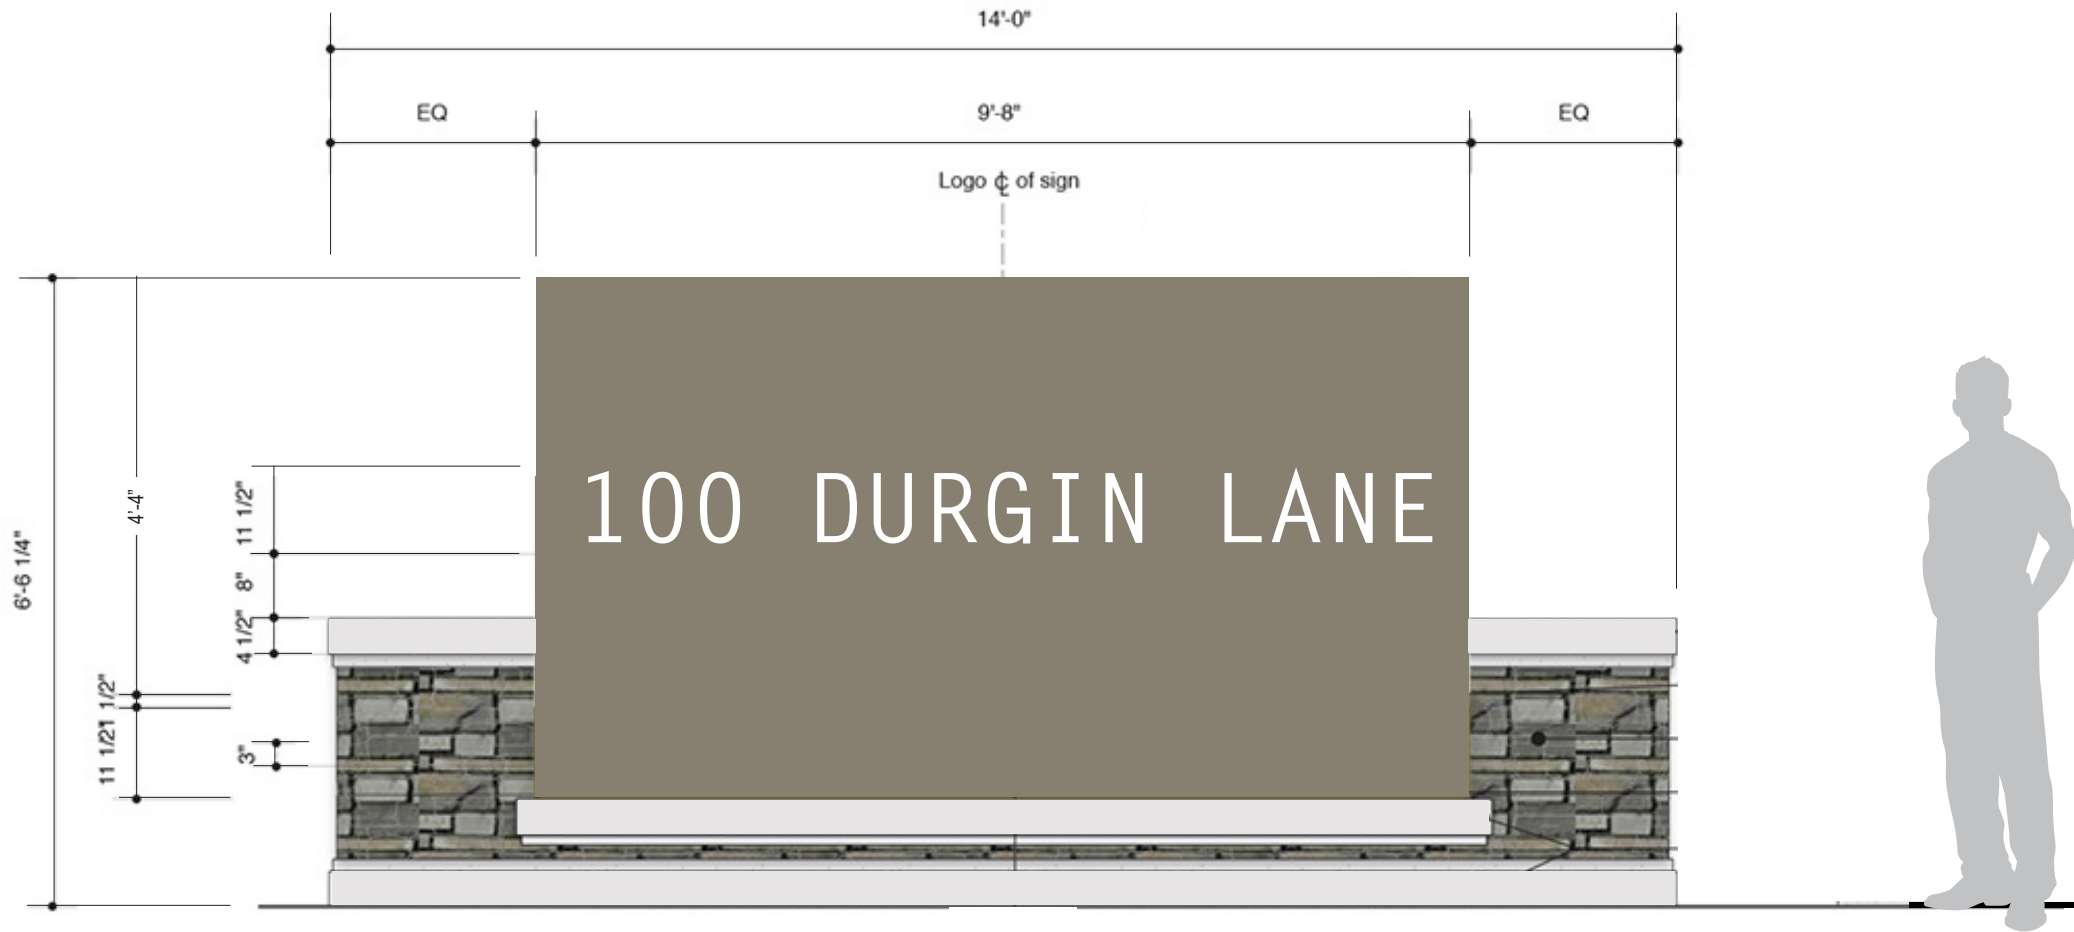 14'-0"
EQ
9'-8"
EQ
Logo ℄ of sign
100 DURGIN LANE
6'-6 1/4"
4'-4"
11 1/2"
8"
4 1/2"
1 1/2"
11 1/2
3"